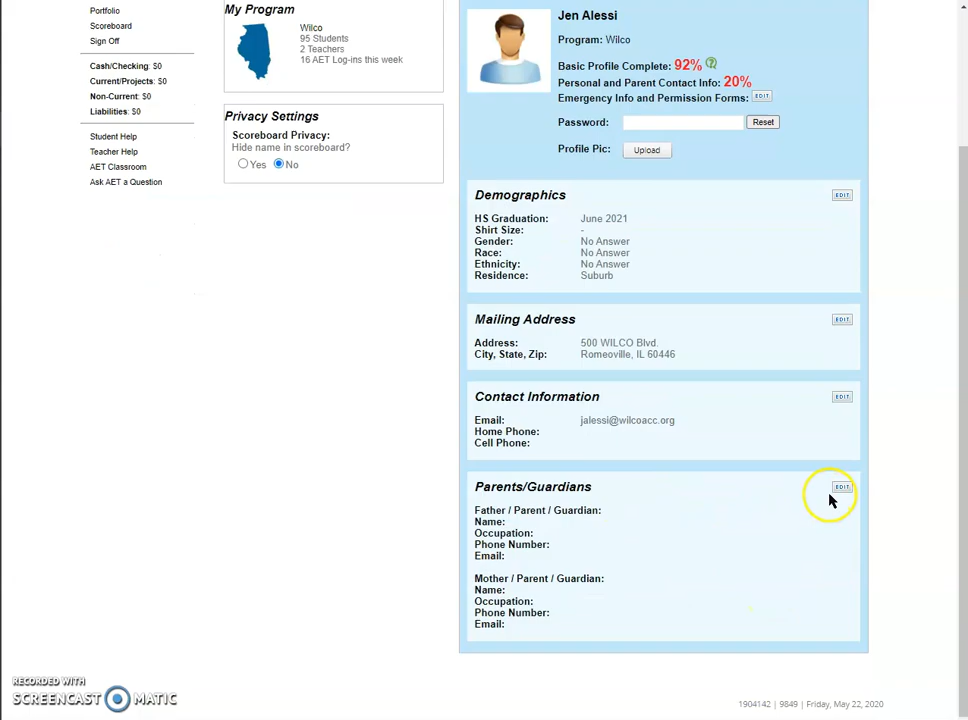 Portfolio
Scoreboard
Sign Off
Cash/Checking: $0
Current/Projects: $0
Non-Current: $0
Liabilities: $0
Student Help
Teacher Help
AET Classroom
Ask AET a Question
My Program
Wilco
95 Students
2 Teachers
16 AET Log-ins this week
Privacy Settings
Scoreboard Privacy:
Hide name in scoreboard?
Yes No
Jen Alessi
Program: Wilco
Basic Profile Complete: 92% ?
Personal and Parent Contact Info: 20%
Emergency Info and Permission Forms: EDIT
Password: Reset
Profile Pic: Upload
Demographics EDIT
HS Graduation: June 2021
Shirt Size: -
Gender: No Answer
Race: No Answer
Ethnicity: No Answer
Residence: Suburb
Mailing Address EDIT
Address: 500 WILCO Blvd.
City, State, Zip: Romeoville, IL 60446
Contact Information EDIT
Email: jalessi@wilcoacc.org
Home Phone:
Cell Phone:
Parents/Guardians EDIT
Father / Parent / Guardian:
Name:
Occupation:
Phone Number:
Email:
Mother / Parent / Guardian:
Name:
Occupation:
Phone Number:
Email:
RECORDED WITH
SCREENCAST MATIC
1904142 | 9849 | Friday, May 22, 2020